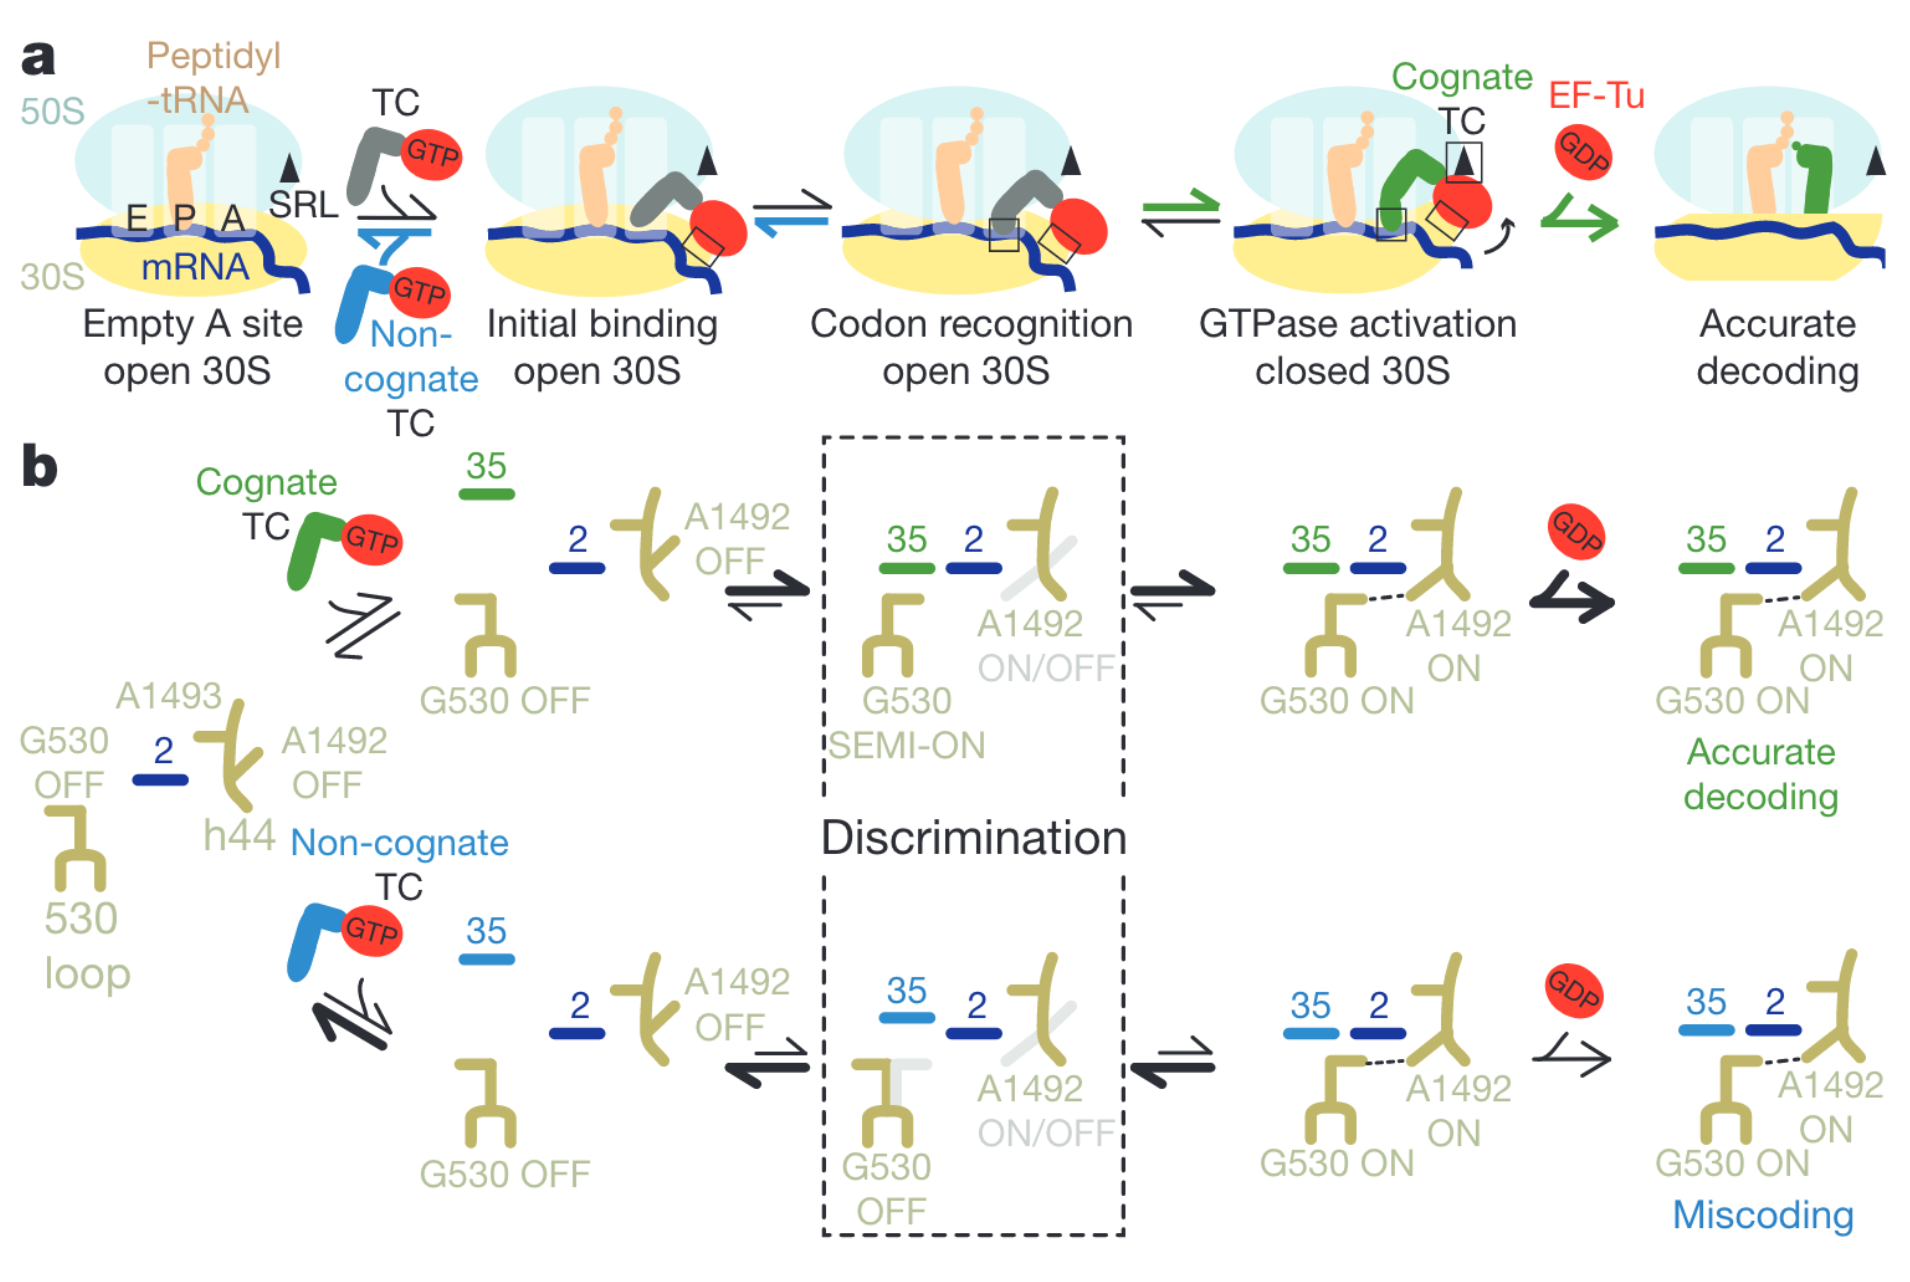 a
Peptidyl
-tRNA
50S
TC
GTP
SRL
E P A
mRNA
30S
GTP
Non-
cognate
TC
Cognate
TC
EF-Tu
GDP
Empty A site
open 30S
Initial binding
open 30S
Codon recognition
open 30S
GTPase activation
closed 30S
Accurate
decoding
b
Cognate
TC
GTP
35
2
A1492
OFF
G530 OFF
35 2
A1492
ON/OFF
G530
SEMI-ON
35 2
A1492
ON
G530 ON
GDP
35 2
A1492
ON
G530 ON
Accurate
decoding
A1493
G530
OFF
2
A1492
OFF
h44
530
loop
Discrimination
Non-cognate
TC
GTP
35
2
A1492
OFF
G530 OFF
35 2
A1492
ON/OFF
G530
OFF
35 2
A1492
ON
G530 ON
GDP
35 2
A1492
ON
G530 ON
Miscoding